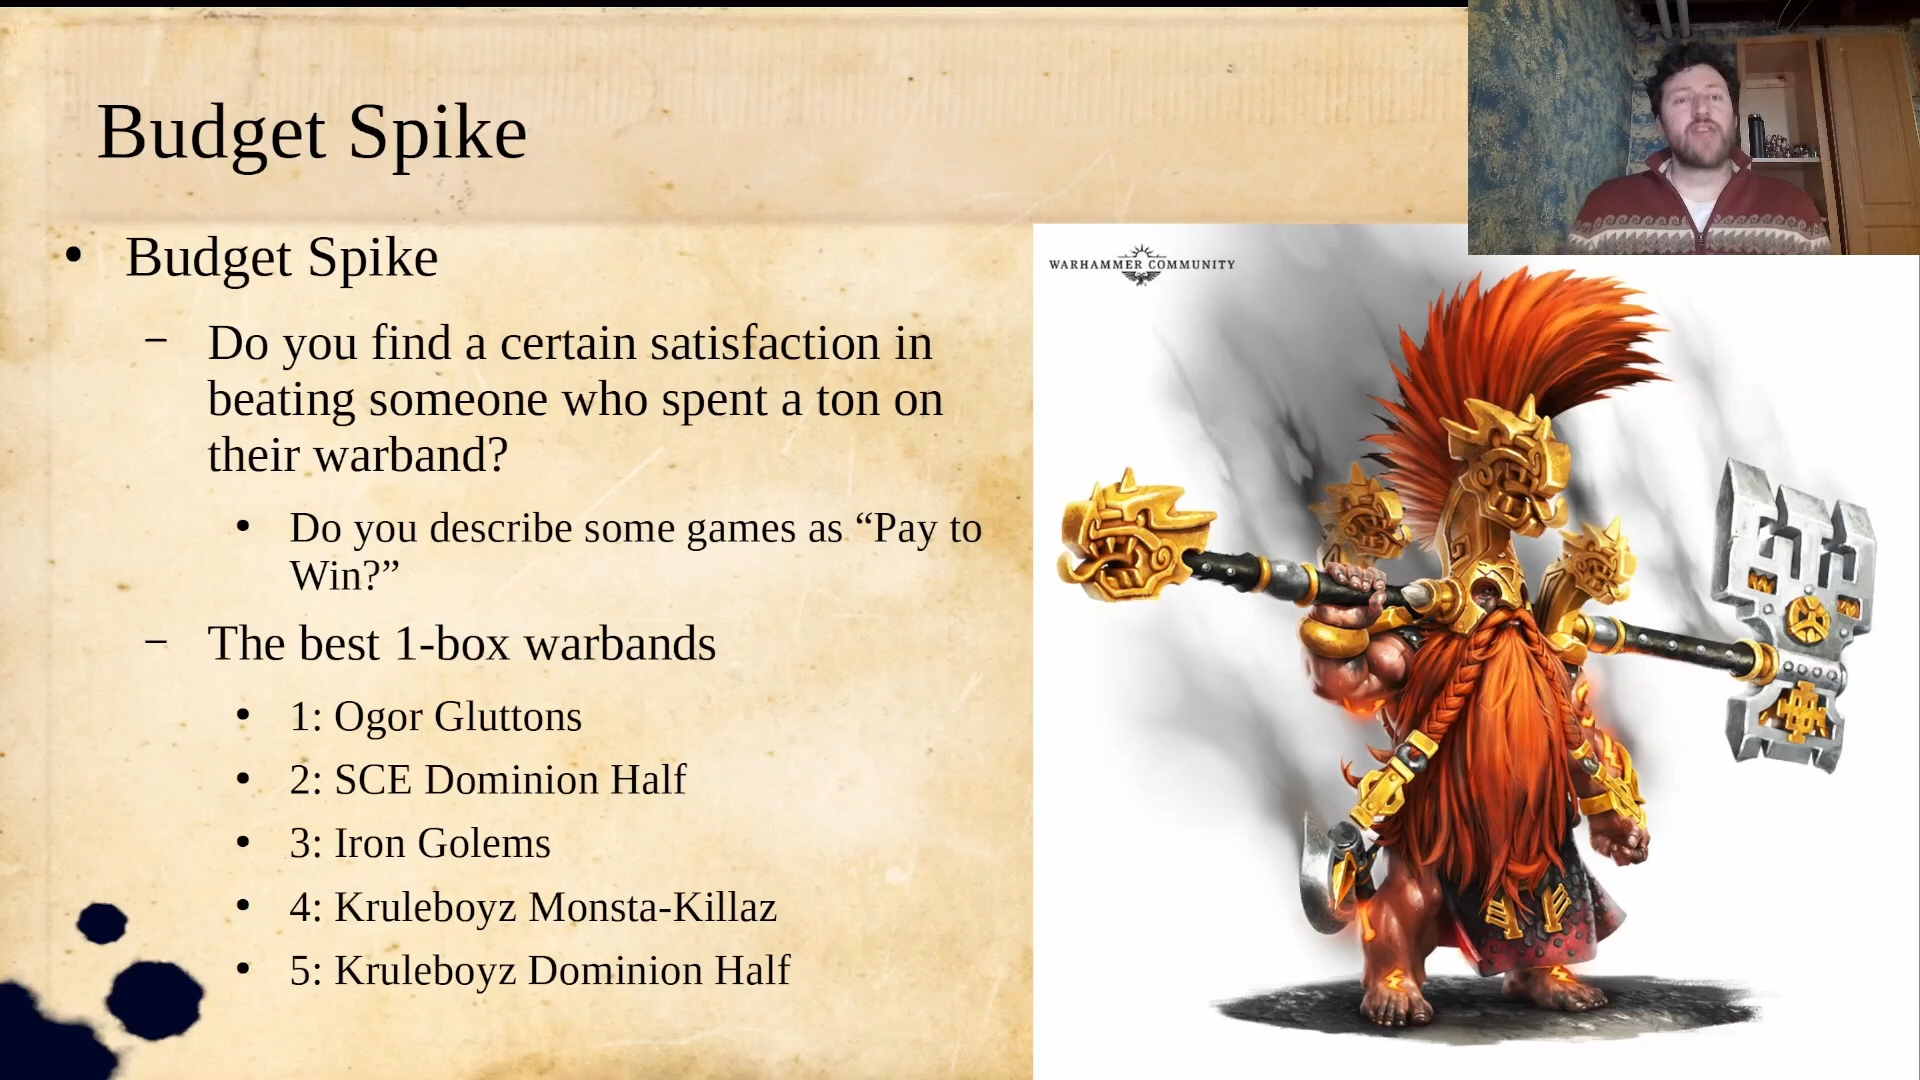 Budget Spike
• Budget Spike
– Do you find a certain satisfaction in
beating someone who spent a ton on
their warband?
• Do you describe some games as “Pay to
Win?”
– The best 1-box warbands
• 1: Ogor Gluttons
• 2: SCE Dominion Half
• 3: Iron Golems
• 4: Kruleboyz Monsta-Killaz
• 5: Kruleboyz Dominion Half
WARHAMMER COMMUNITY